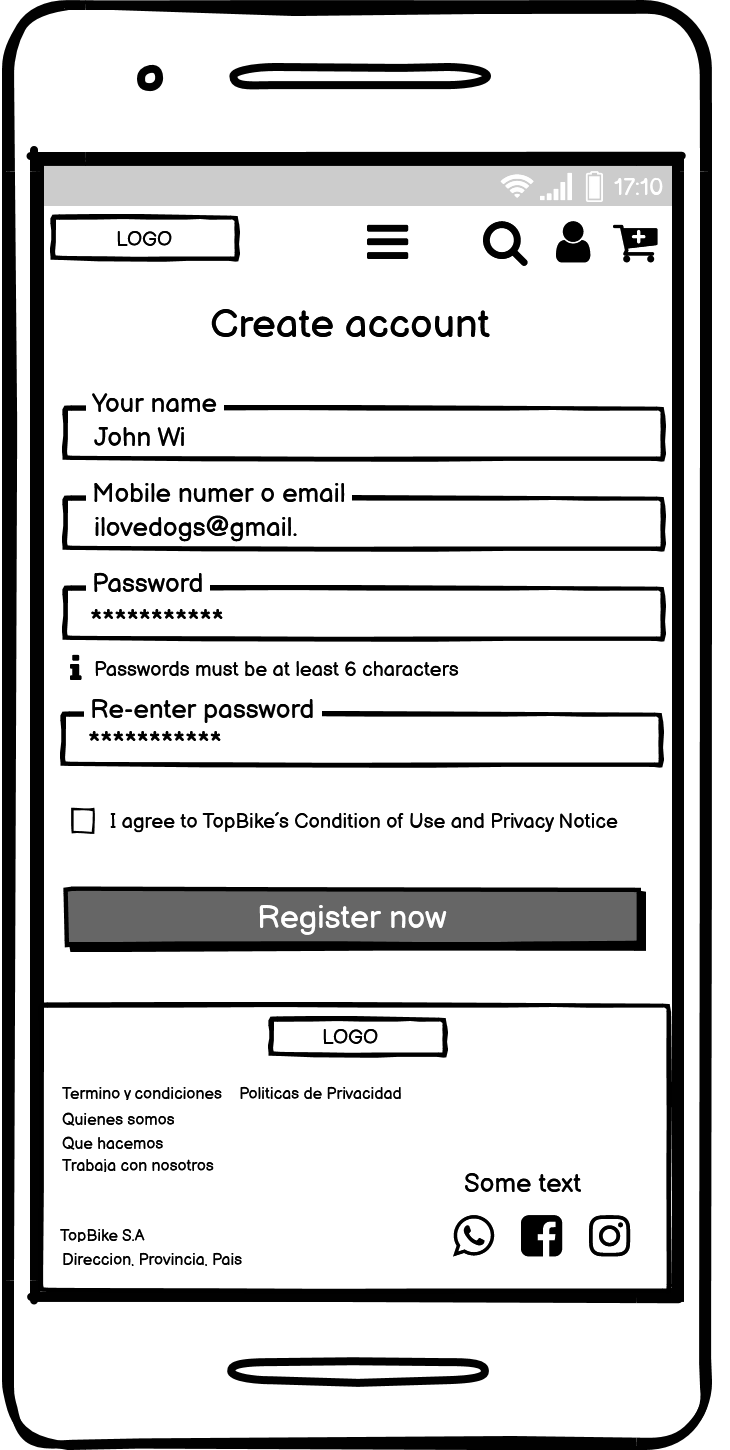 17:10
LOGO
Create account
Your name
John Wi
Mobile numer o email
ilovedogs@gmail.
Password
***********
Passwords must be at least 6 characters
Re-enter password
***********
I agree to TopBike´s Condition of Use and Privacy Notice
Register now
LOGO
Termino y condiciones Politicas de Privacidad
Quienes somos
Que hacemos
Trabaja con nosotros
Some text
TopBike S.A
Direccion, Provincia, Pais